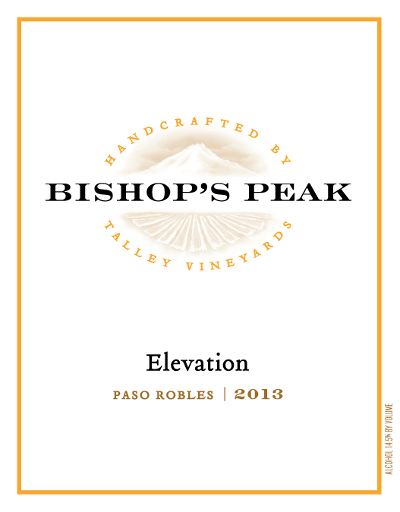 HANDCRAFTED BY
BISHOP'S PEAK
TALLEY VINEYARDS
Elevation
PASO ROBLES | 2013
ALCOHOL 14.5% BY VOLUME